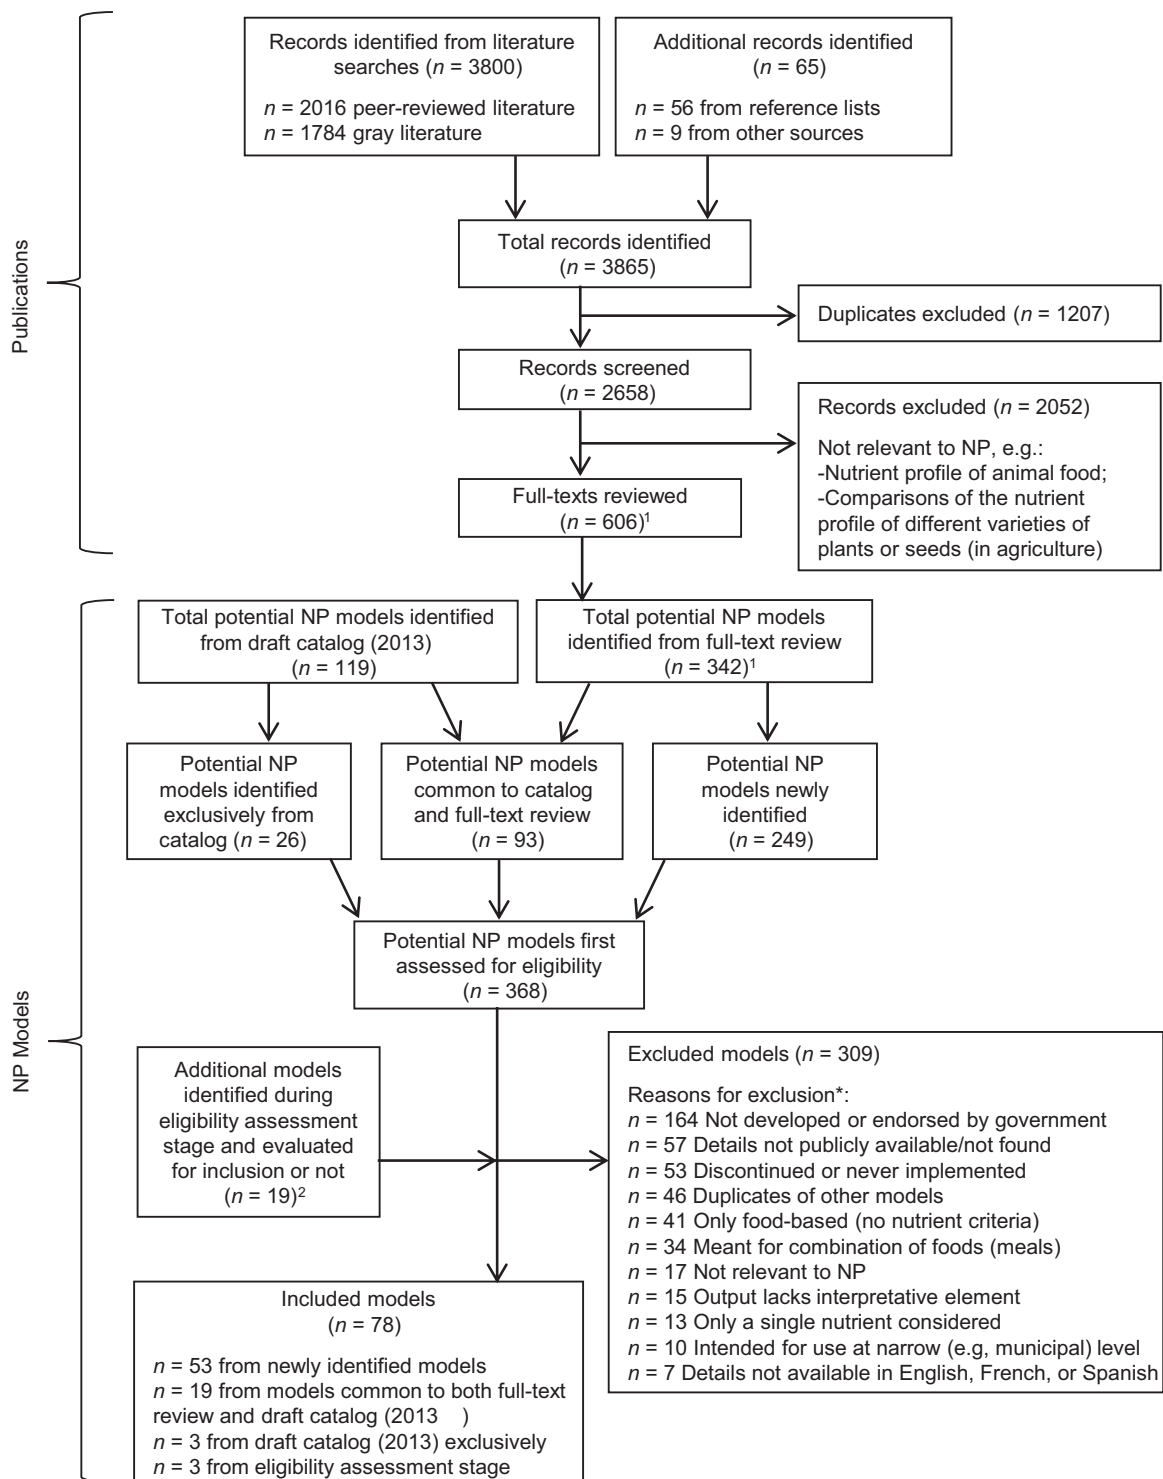 Records identified from literature
searches (n = 3800)
n = 2016 peer-reviewed literature
n = 1784 gray literature
Additional records identified
(n = 65)
n = 56 from reference lists
n = 9 from other sources
Publications
Total records identified
(n = 3865)
Duplicates excluded (n = 1207)
Records screened
(n = 2658)
Records excluded (n = 2052)
Not relevant to NP, e.g.:
-Nutrient profile of animal food;
-Comparisons of the nutrient
profile of different varieties of
plants or seeds (in agriculture)
Full-texts reviewed
(n = 606)¹
NP Models
Total potential NP models identified
from draft catalog (2013)
(n = 119)
Total potential NP models
identified from full-text review
(n = 342)¹
Potential NP
models identified
exclusively from
catalog (n = 26)
Potential NP models
common to catalog
and full-text review
(n = 93)
Potential NP
models newly
identified
(n = 249)
Potential NP models first
assessed for eligibility
(n = 368)
Additional models
identified during
eligibility assessment
stage and evaluated
for inclusion or not
(n = 19)²
Excluded models (n = 309)
Reasons for exclusion*:
n = 164 Not developed or endorsed by government
n = 57 Details not publicly available/not found
n = 53 Discontinued or never implemented
n = 46 Duplicates of other models
n = 41 Only food-based (no nutrient criteria)
n = 34 Meant for combination of foods (meals)
n = 17 Not relevant to NP
n = 15 Output lacks interpretative element
n = 13 Only a single nutrient considered
n = 10 Intended for use at narrow (e.g, municipal) level
n = 7 Details not available in English, French, or Spanish
Included models
(n = 78)
n = 53 from newly identified models
n = 19 from models common to both full-text
review and draft catalog (2013 )
n = 3 from draft catalog (2013) exclusively
n = 3 from eligibility assessment stage